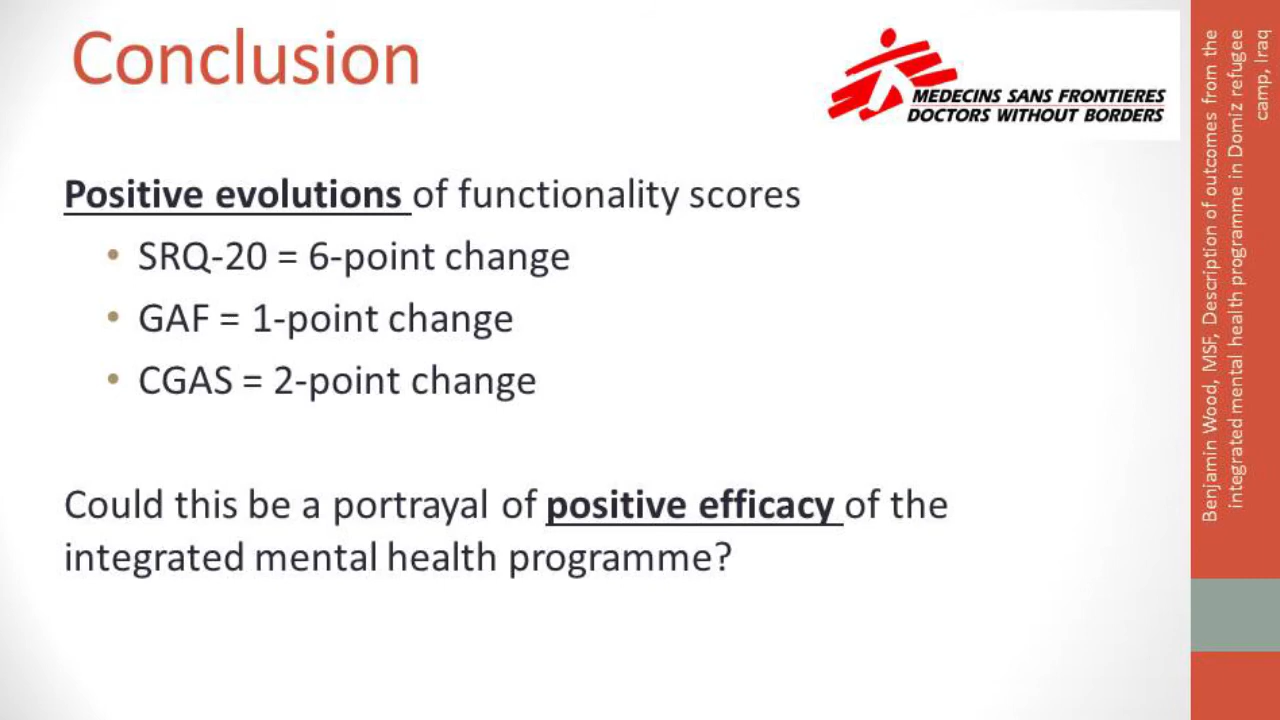 Conclusion
MEDECINS SANS FRONTIERES
DOCTORS WITHOUT BORDERS
Positive evolutions of functionality scores
• SRQ-20 = 6-point change
• GAF = 1-point change
• CGAS = 2-point change
Could this be a portrayal of positive efficacy of the
integrated mental health programme?
Benjamin Wood, MSF, Description of outcomes from the
integrated mental health programme in Domiz refugee
camp, Iraq